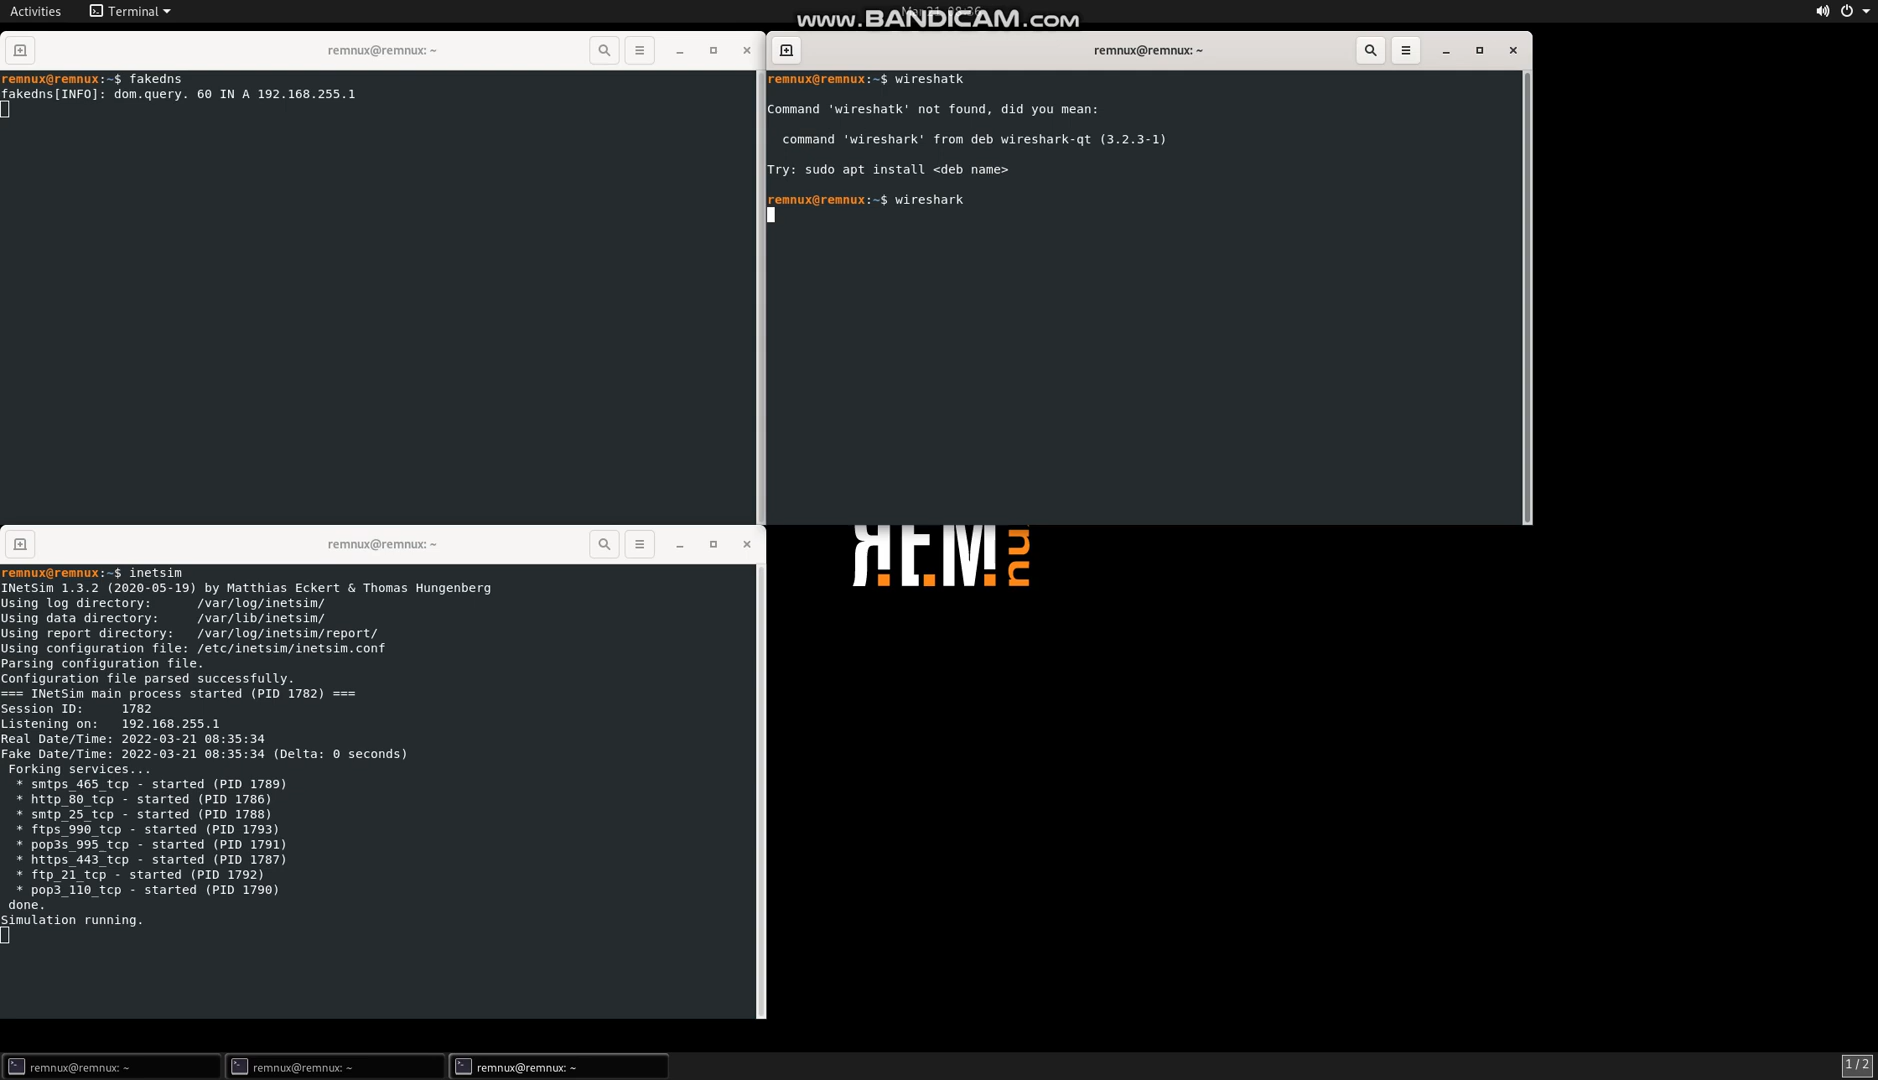 Activities
Terminal
www.BANDICAM.com
remnux@remnux: ~
remnux@remnux:~$ fakedns
fakedns[INFO]: dom.query. 60 IN A 192.168.255.1
remnux@remnux: ~
remnux@remnux:~$ wireshatk
Command 'wireshatk' not found, did you mean:
command 'wireshark' from deb wireshark-qt (3.2.3-1)
Try: sudo apt install <deb name>
remnux@remnux:~$ wireshark
REM
nu
remnux@remnux: ~
remnux@remnux:~$ inetsim
INetSim 1.3.2 (2020-05-19) by Matthias Eckert & Thomas Hungenberg
Using log directory:      /var/log/inetsim/
Using data directory:     /var/lib/inetsim/
Using report directory:   /var/log/inetsim/report/
Using configuration file: /etc/inetsim/inetsim.conf
Parsing configuration file.
Configuration file parsed successfully.
=== INetSim main process started (PID 1782) ===
Session ID:     1782
Listening on:   192.168.255.1
Real Date/Time: 2022-03-21 08:35:34
Fake Date/Time: 2022-03-21 08:35:34 (Delta: 0 seconds)
Forking services...
* smtps_465_tcp - started (PID 1789)
* http_80_tcp - started (PID 1786)
* smtp_25_tcp - started (PID 1788)
* ftps_990_tcp - started (PID 1793)
* pop3s_995_tcp - started (PID 1791)
* https_443_tcp - started (PID 1787)
* ftp_21_tcp - started (PID 1792)
* pop3_110_tcp - started (PID 1790)
done.
Simulation running.
remnux@remnux: ~
remnux@remnux: ~
remnux@remnux: ~
1 / 2